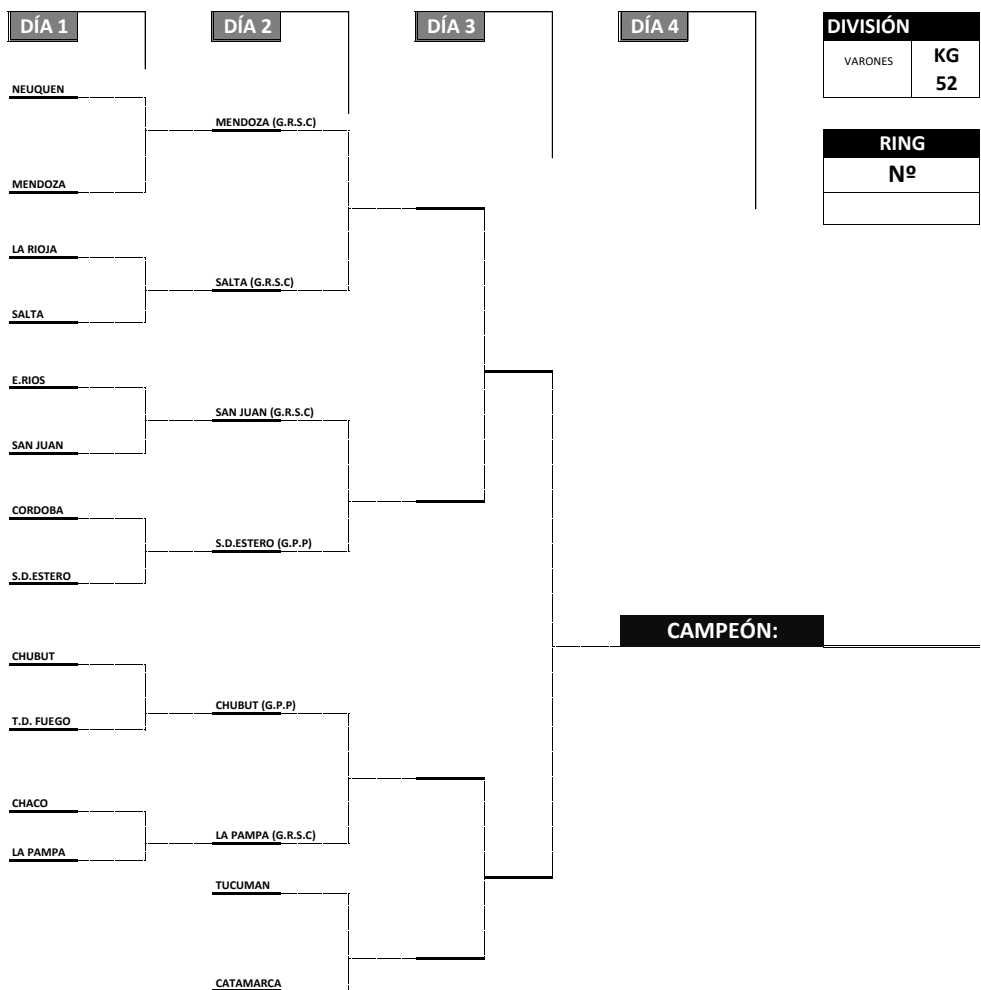 DÍA 1
DÍA 2
DÍA 3
DÍA 4
DIVISIÓN
VARONES
KG
52
RING
Nº
NEUQUEN
MENDOZA
LA RIOJA
SALTA
E.RIOS
SAN JUAN
CORDOBA
S.D.ESTERO
CHUBUT
T.D. FUEGO
CHACO
LA PAMPA
MENDOZA (G.R.S.C)
SALTA (G.R.S.C)
SAN JUAN (G.R.S.C)
S.D.ESTERO (G.P.P)
CHUBUT (G.P.P)
LA PAMPA (G.R.S.C)
TUCUMAN
CATAMARCA
CAMPEÓN: